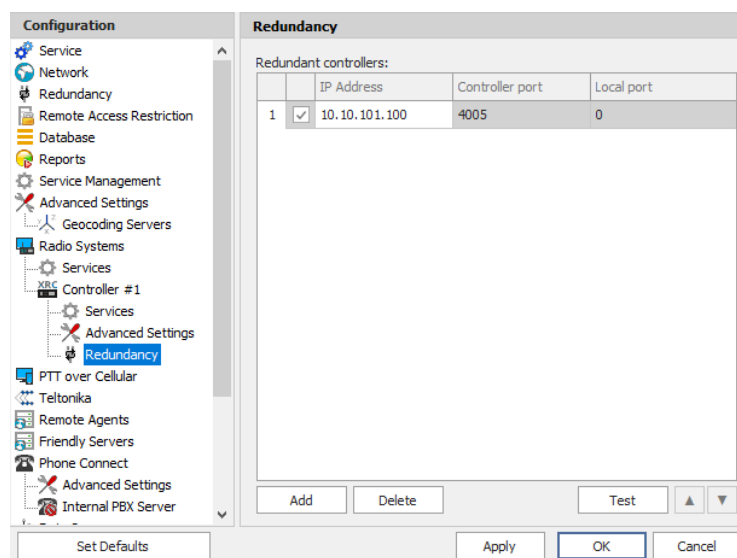 Configuration
Service
Network
Redundancy
Remote Access Restriction
Database
Reports
Service Management
Advanced Settings
Geocoding Servers
Radio Systems
Services
XRC Controller #1
Services
Advanced Settings
Redundancy
PTT over Cellular
Teltonika
Remote Agents
Friendly Servers
Phone Connect
Advanced Settings
Internal PBX Server
Set Defaults
Redundancy
Redundant controllers:
IP Address Controller port Local port
1 10.10.101.100 4005 0
Add Delete Test
Apply OK Cancel